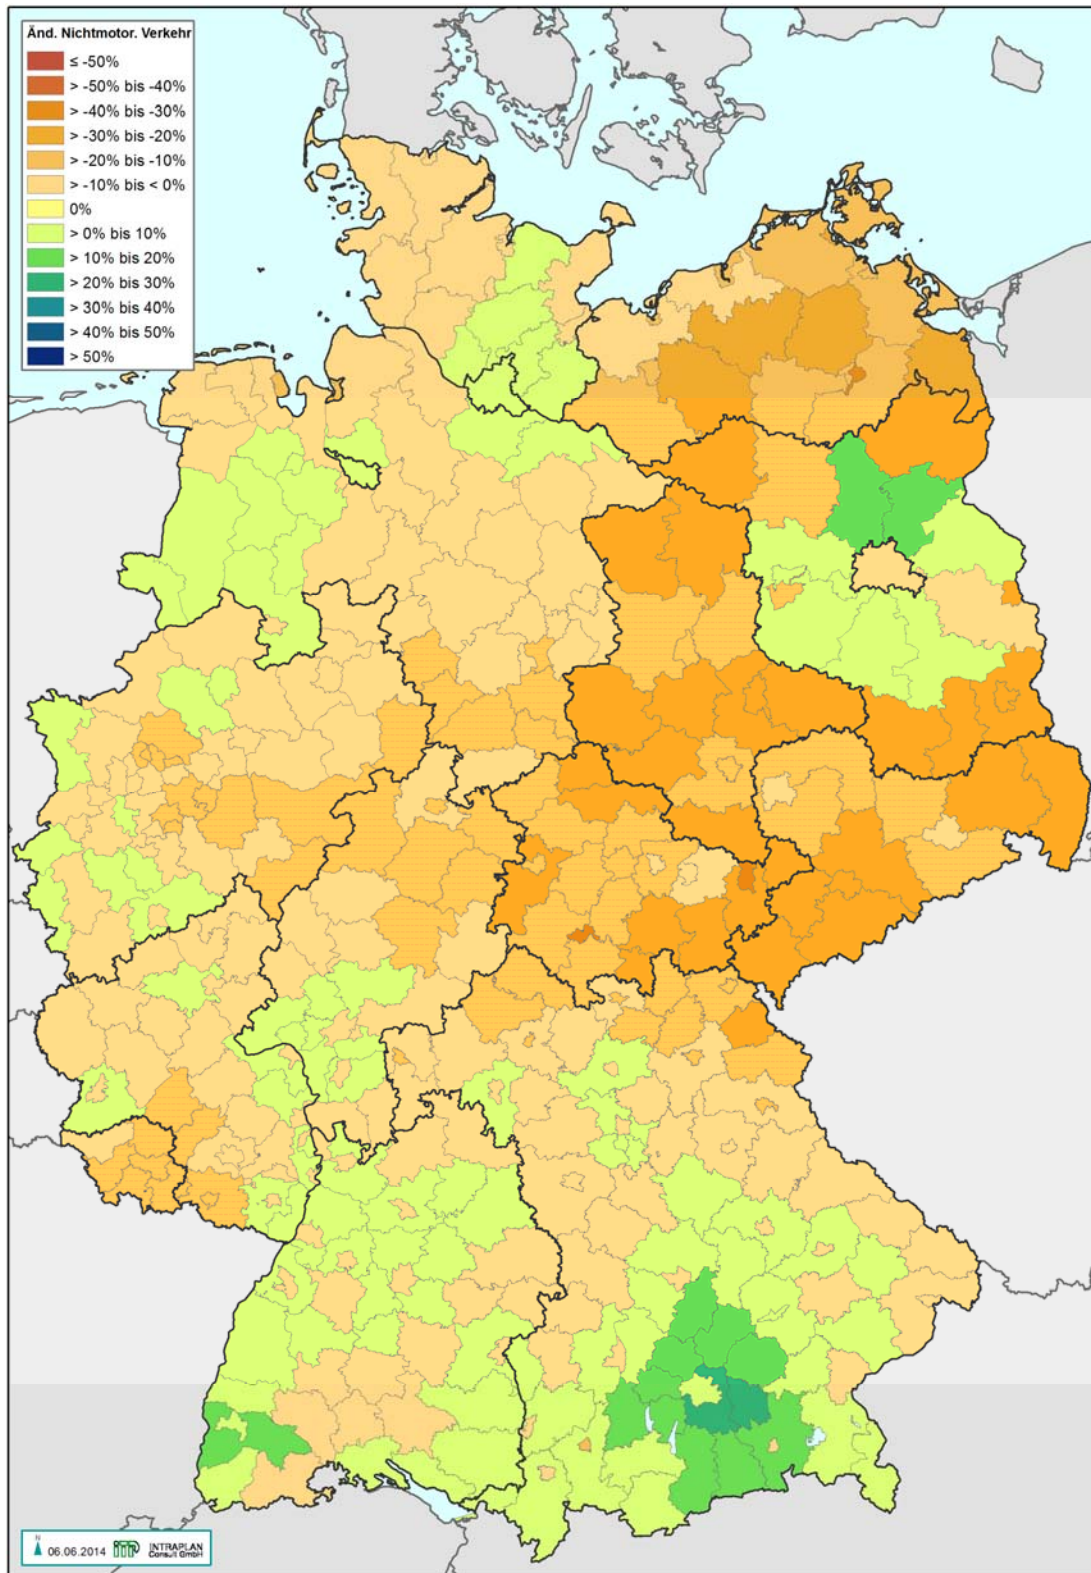 Änd. Nichtmotor. Verkehr
≤ -50%
> -50% bis -40%
> -40% bis -30%
> -30% bis -20%
> -20% bis -10%
> -10% bis < 0%
0%
> 0% bis 10%
> 10% bis 20%
> 20% bis 30%
> 30% bis 40%
> 40% bis 50%
> 50%
N
06.06.2014 itp INTRAPLAN
Consult GmbH